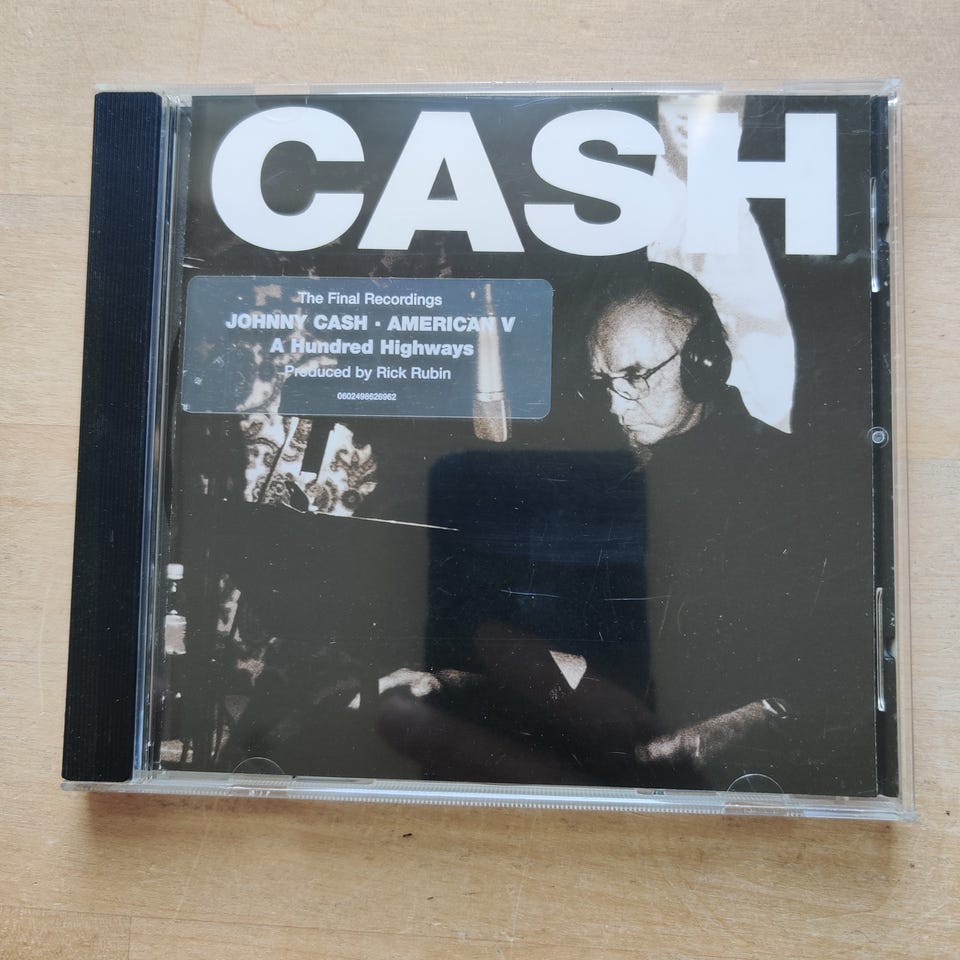 CASH
The Final Recordings
JOHNNY CASH · AMERICAN V
A Hundred Highways
Produced by Rick Rubin
0602498626962